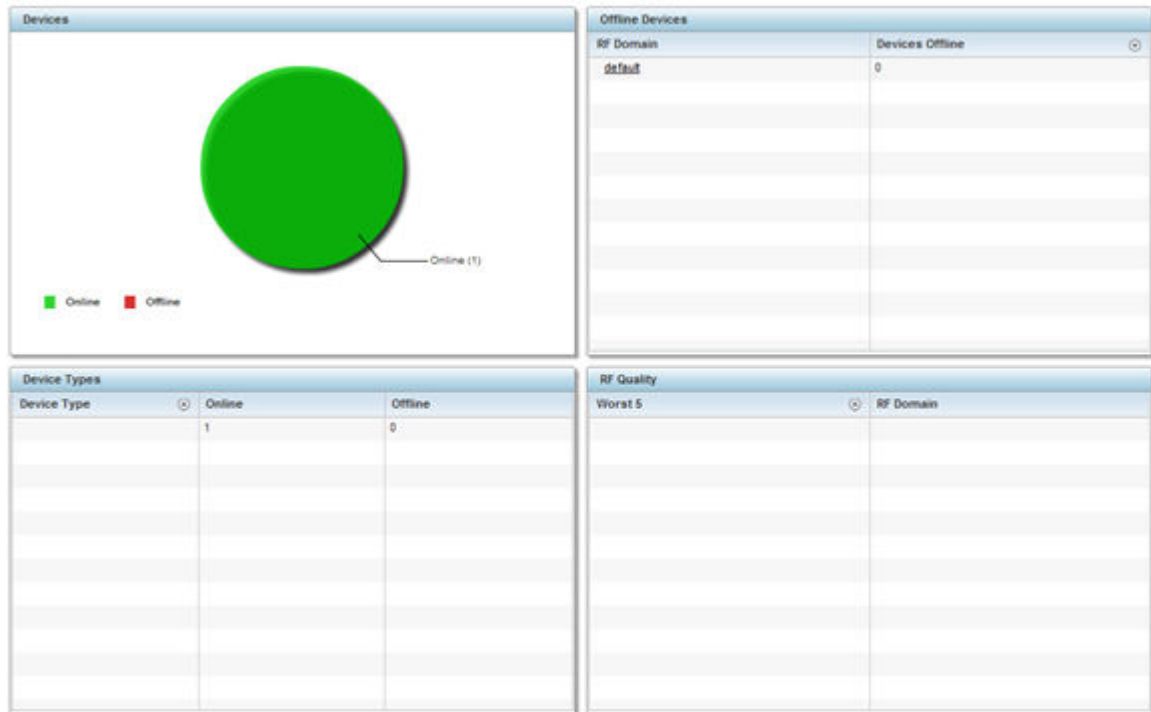 Devices
Online (1)
Online Offline
Offline Devices
RF Domain Devices Offline
default 0
Device Types
Device Type Online Offline
1 0
RF Quality
Worst 5 RF Domain